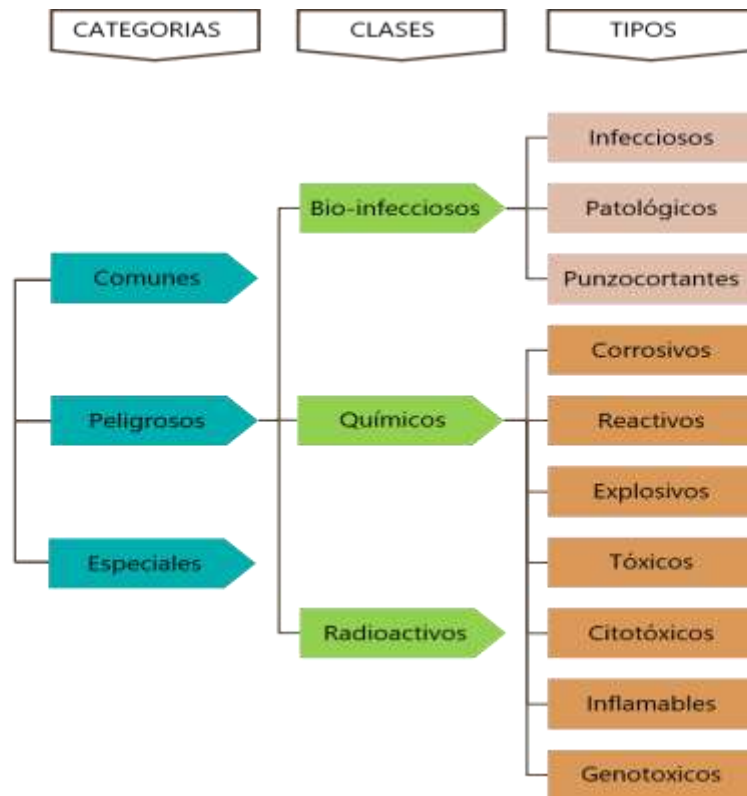 CATEGORIAS
CLASES
TIPOS
Comunes
Peligrosos
Especiales
Bio-infecciosos
Químicos
Radioactivos
Infecciosos
Patológicos
Punzocortantes
Corrosivos
Reactivos
Explosivos
Tóxicos
Citotóxicos
Inflamables
Genotoxicos